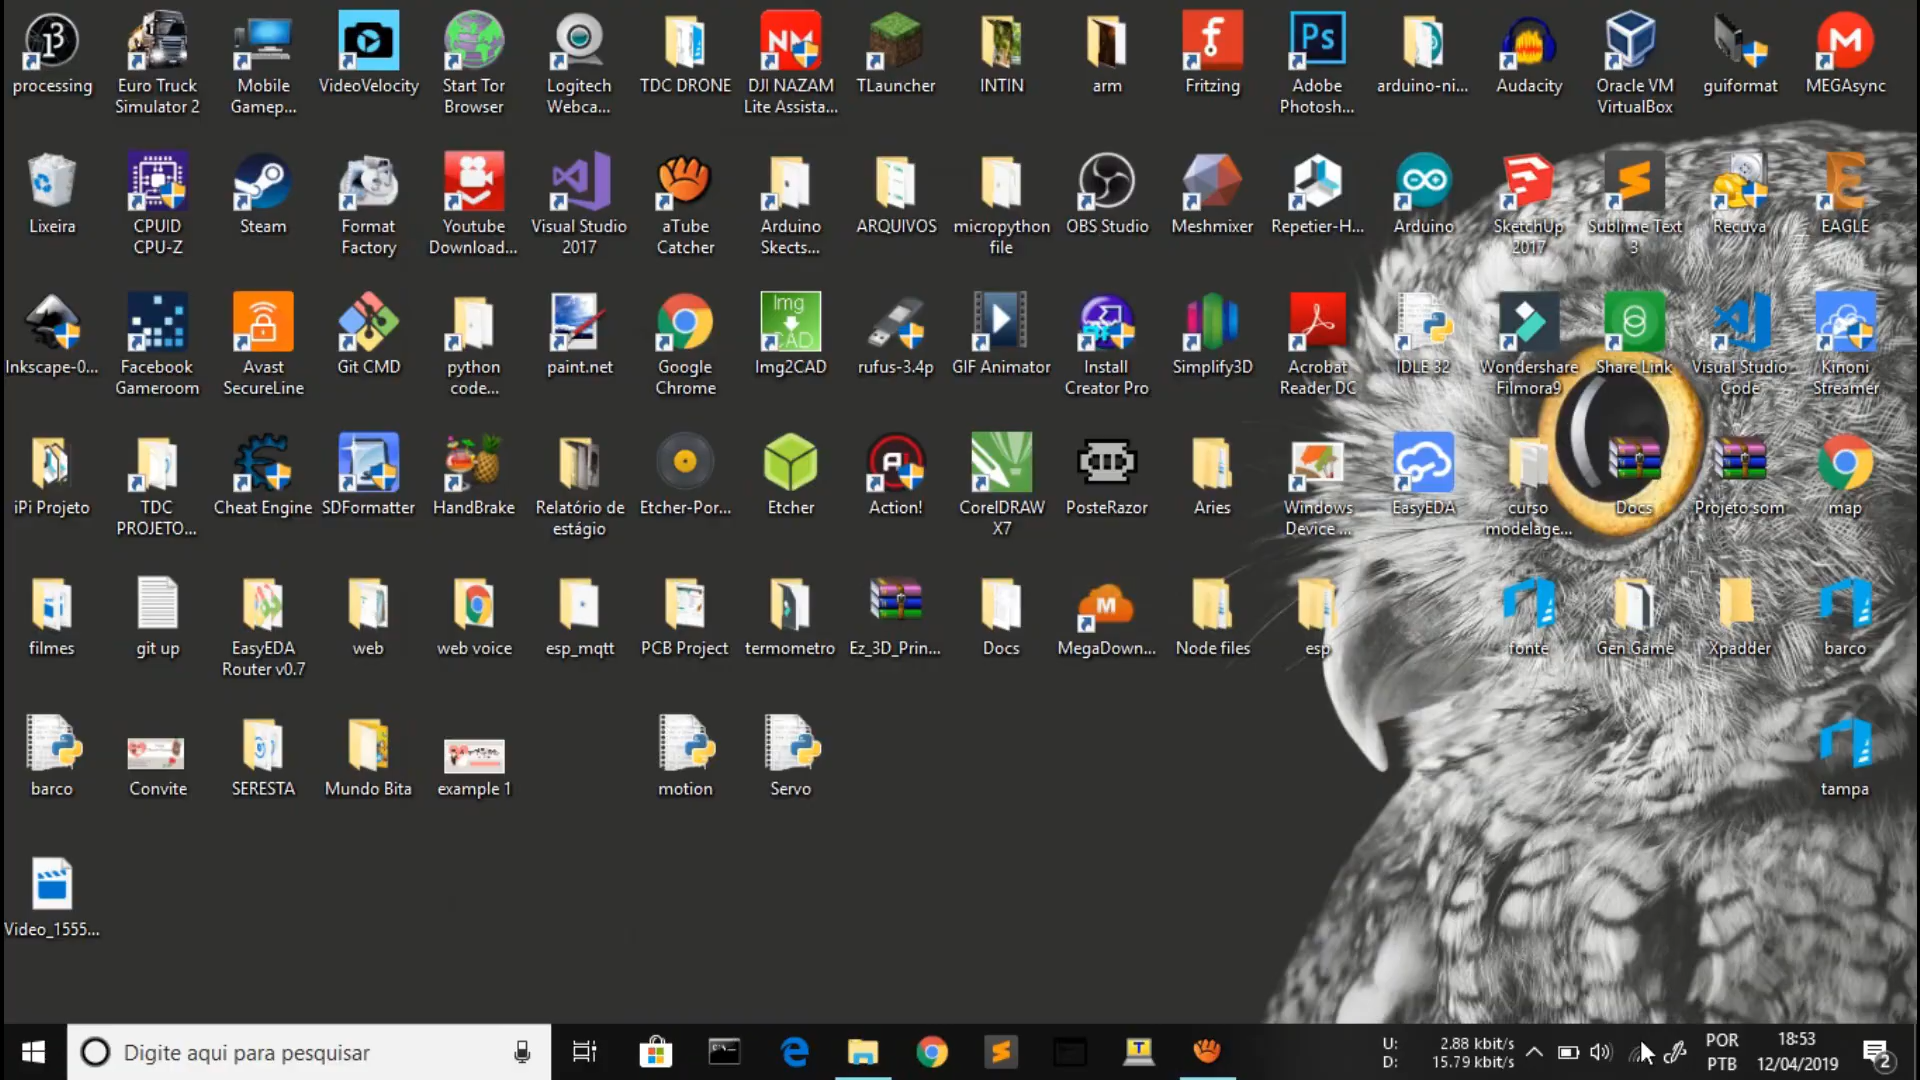 processing
Euro Truck
Simulator 2
Mobile
Gamep...
VideoVelocity
Start Tor
Browser
Logitech
Webca...
TDC DRONE
NM
DJI NAZAM
Lite Assista...
TLauncher
INTIN
arm
f
Fritzing
Ps
Adobe
Photosh...
arduino-ni...
Audacity
Oracle VM
VirtualBox
guiformat
M
MEGAsync
Lixeira
CPUID
CPU-Z
Steam
Format
Factory
Youtube
Download...
Visual Studio
2017
aTube
Catcher
Arduino
Skects...
ARQUIVOS
micropython
file
OBS Studio
Meshmixer
Repetier-H...
Arduino
SketchUp
2017
Sublime Text
3
Recuva
EAGLE
Inkscape-0...
Facebook
Gameroom
Avast
SecureLine
Git CMD
python
code...
paint.net
Google
Chrome
Img
CAD
Img2CAD
rufus-3.4p
GIF Animator
Install
Creator Pro
Simplify3D
Acrobat
Reader DC
IDLE 32
Wondershare
Filmora9
Share Link
Visual Studio
Code
Kinoni
Streamer
iPi Projeto
TDC
PROJETO...
Cheat Engine
SDFormatter
HandBrake
Relatório de
estágio
Etcher-Por...
Etcher
Action!
CorelDRAW
X7
PosteRazor
Aries
Windows
Device ...
EasyEDA
curso
modelage...
Docs
Projeto som
map
filmes
git up
EasyEDA
Router v0.7
web
web voice
esp_mqtt
PCB Project
termometro
Ez_3D_Prin...
Docs
M
MegaDown...
Node files
esp
fonte
Gen Game
Xpadder
barco
barco
Convite
SERESTA
Mundo Bita
example 1
motion
Servo
tampa
Video_1555...
Digite aqui para pesquisar
T
U: 2.88 kbit/s
D: 15.79 kbit/s
POR
PTB
18:53
12/04/2019
2